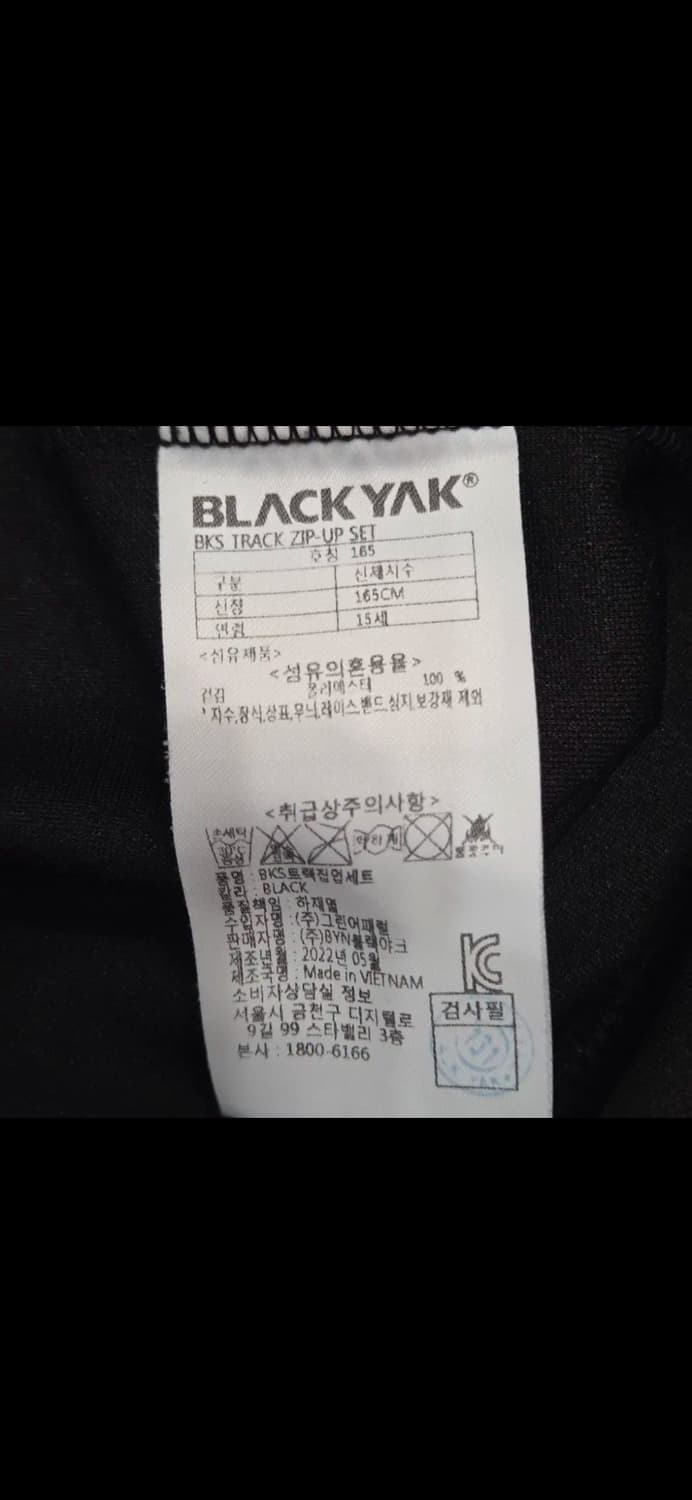 BLACKYAK®
BKS TRACK ZIP-UP SET
호칭 165
구분 신체치수
신장 165CM
연령 15세
<섬유제품>
<섬유의혼용율>
겉감 폴리에스터 100 %
자수,장식,상표,무늬,레이스,밴드,심지,보강재 제외
<취급상주의사항>
손세탁
품명 : BKS트랙집업세트
컬러 : BLACK
품질책임 : 하재열
수입자명 : (주)그린어패럴
판매자명 : (주)BYN블랙야크
제조년월 : 2022년 05월
제조국명 : Made in VIETNAM
소비자상담실 정보
서울시 금천구 디지털로
9길 99 스타밸리 3층
본사 : 1800-6166
검사필